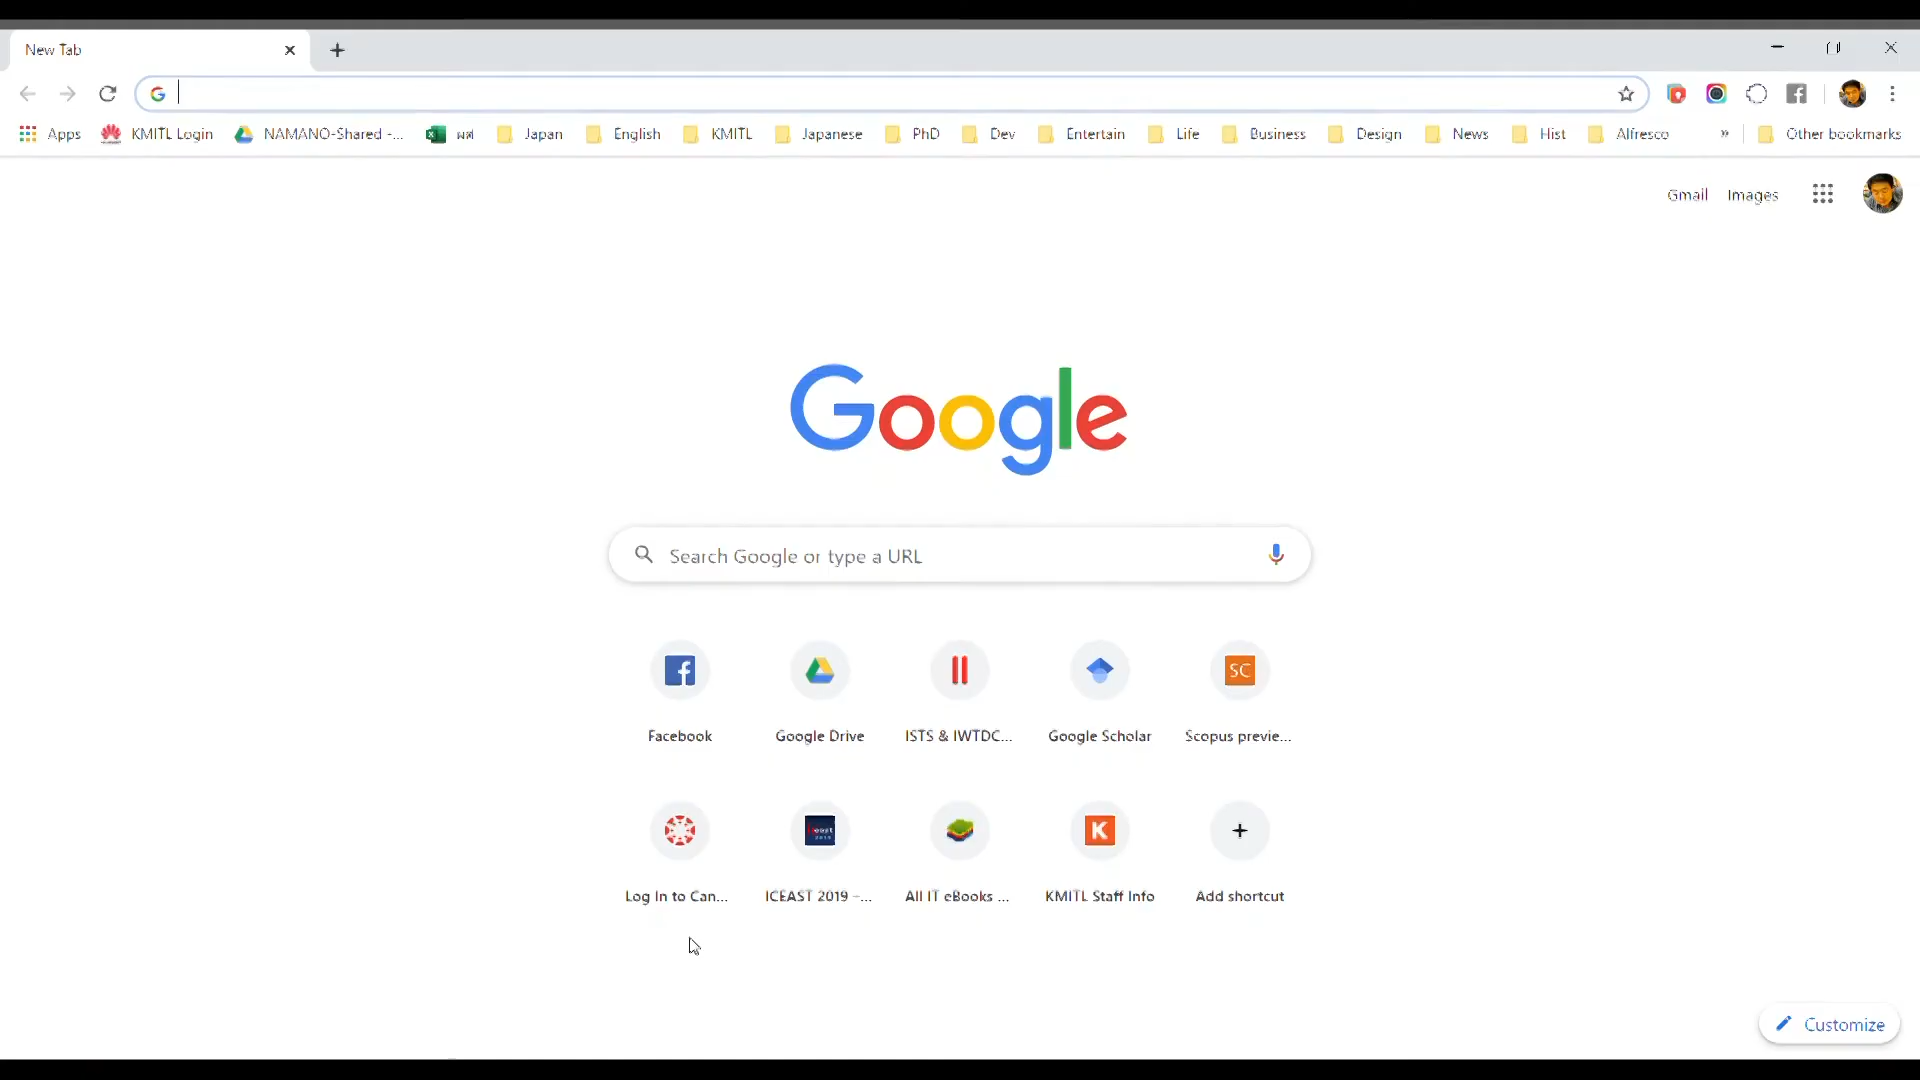 New Tab
Apps KMITL Login NAMANO-Shared -... Japan English KMITL Japanese PhD Dev Entertain Life Business Design News Hist Alfresco » Other bookmarks
Gmail Images
Google
Search Google or type a URL
Facebook Google Drive ISTS & IWTDC... Google Scholar Scopus previe...
SC
K
Log In to Can... ICEAST 2019 –... All IT eBooks ... KMITL Staff Info Add shortcut
Customize